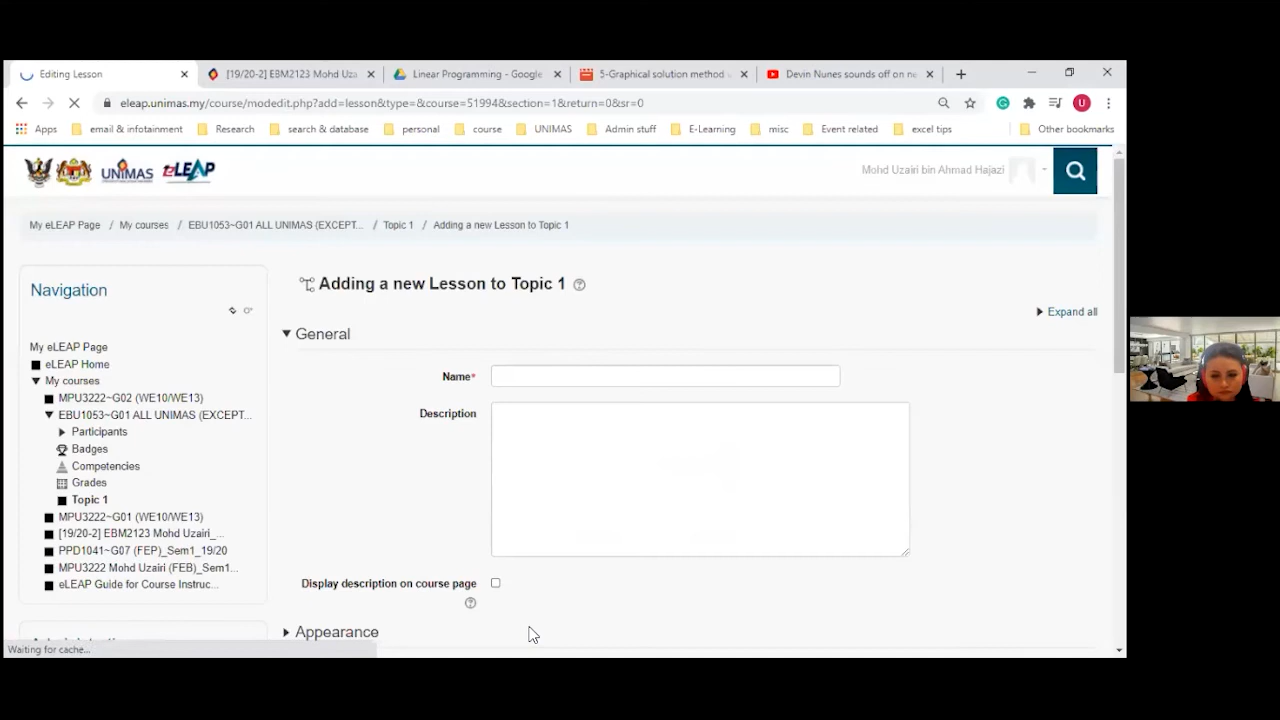 Editing Lesson
[19/20-2] EBM2123 Mohd Uza
Linear Programming - Google
5-Graphical solution method
Devin Nunes sounds off on ne
eleap.unimas.my/course/modedit.php?add=lesson&type=&course=51994&section=1&return=0&sr=0
U
Apps
email & infotainment
Research
search & database
personal
course
UNIMAS
Admin stuff
E-Learning
misc
Event related
excel tips
Other bookmarks
UNIMAS
eLEAP
Mohd Uzairi bin Ahmad Hajazi
My eLEAP Page / My courses / EBU1053~G01 ALL UNIMAS (EXCEPT... / Topic 1 / Adding a new Lesson to Topic 1
Navigation
My eLEAP Page
eLEAP Home
My courses
MPU3222~G02 (WE10/WE13)
EBU1053~G01 ALL UNIMAS (EXCEPT...
Participants
Badges
Competencies
Grades
Topic 1
MPU3222~G01 (WE10/WE13)
[19/20-2] EBM2123 Mohd Uzairi_...
PPD1041~G07 (FEP)_Sem1_19/20
MPU3222 Mohd Uzairi (FEB)_Sem1...
eLEAP Guide for Course Instruc...
Adding a new Lesson to Topic 1
Expand all
General
Name*
Description
Display description on course page
Appearance
Waiting for cache...